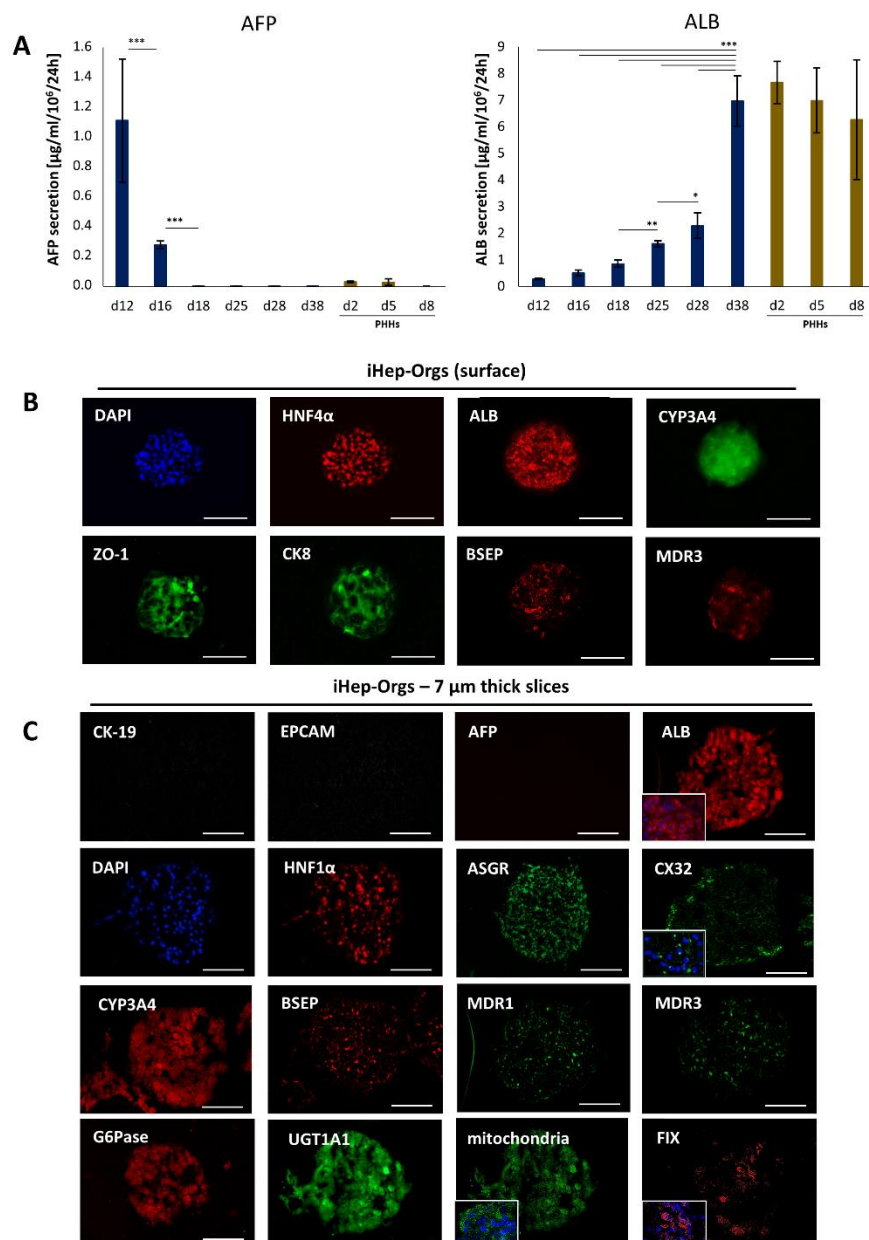 A
AFP
AFP secretion [µg/ml/10⁶/24h]
1.6
1.4
1.2
1.0
0.8
0.6
0.4
0.2
0.0
***
***
d12 d16 d18 d25 d28 d38 d2 d5 d8
PHHs
ALB
ALB secretion [µg/ml/10⁶/24h]
9
8
7
6
5
4
3
2
1
0
***
**
*
d12 d16 d18 d25 d28 d38 d2 d5 d8
PHHs
iHep-Orgs (surface)
B
DAPI HNF4α ALB CYP3A4
ZO-1 CK8 BSEP MDR3
iHep-Orgs – 7 µm thick slices
C
CK-19 EPCAM AFP ALB
DAPI HNF1α ASGR CX32
CYP3A4 BSEP MDR1 MDR3
G6Pase UGT1A1 mitochondria FIX